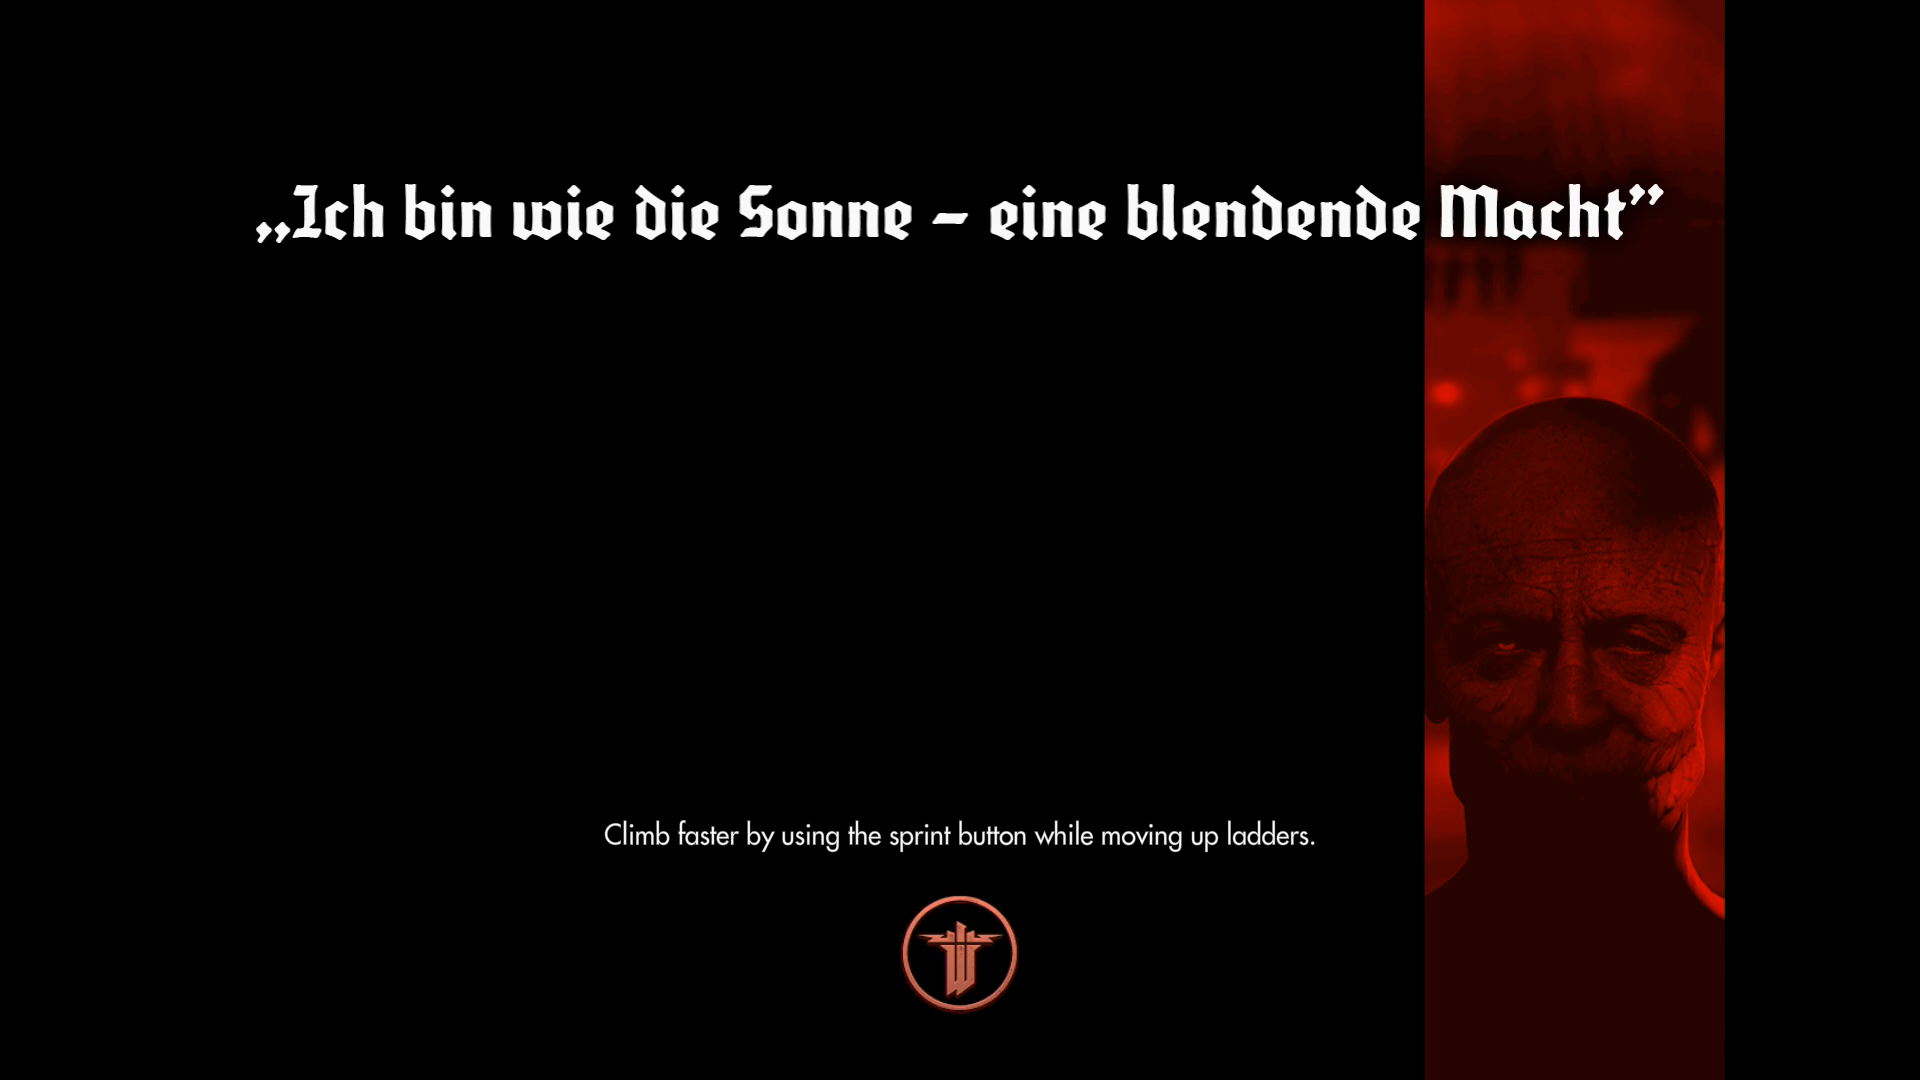 „Ich bin wie die Sonne – eine blendende Macht”
Climb faster by using the sprint button while moving up ladders.